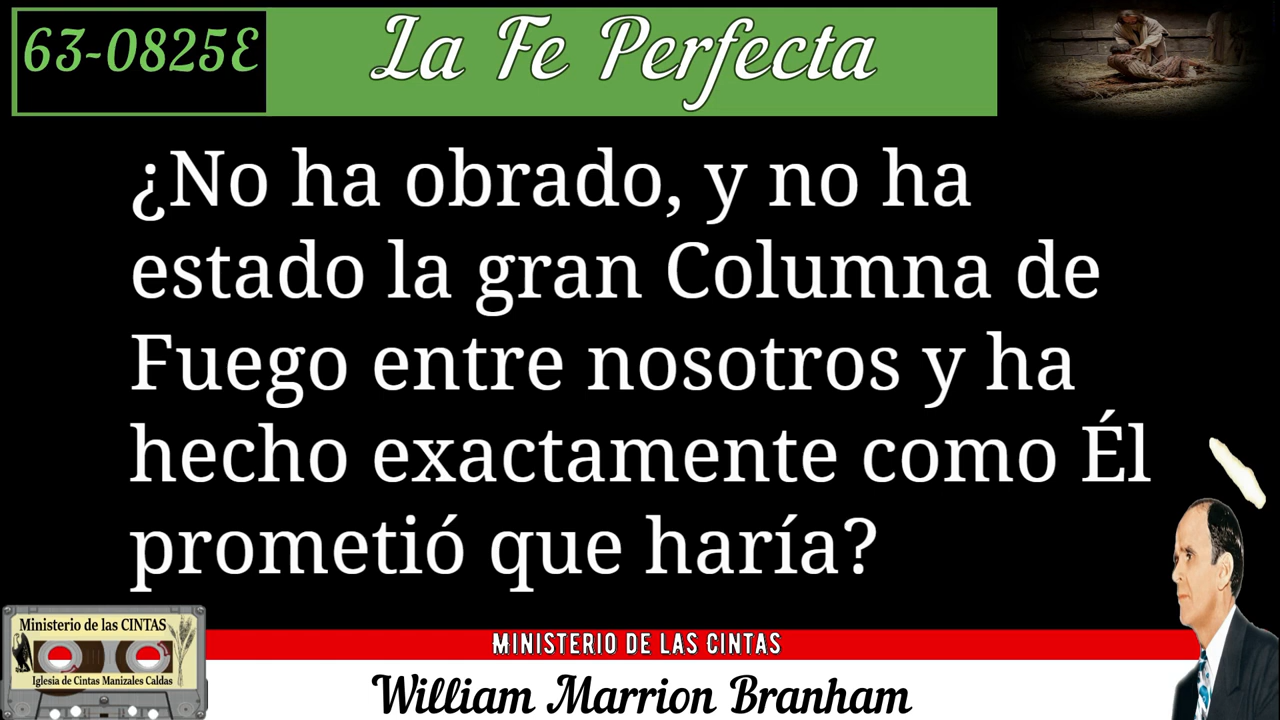 63-0825E
La Fe Perfecta
¿No ha obrado, y no ha
estado la gran Columna de
Fuego entre nosotros y ha
hecho exactamente como Él
prometió que haría?
Ministerio de las CINTAS
Iglesia de Cintas Manizales Caldas
MINISTERIO DE LAS CINTAS
William Marrion Branham